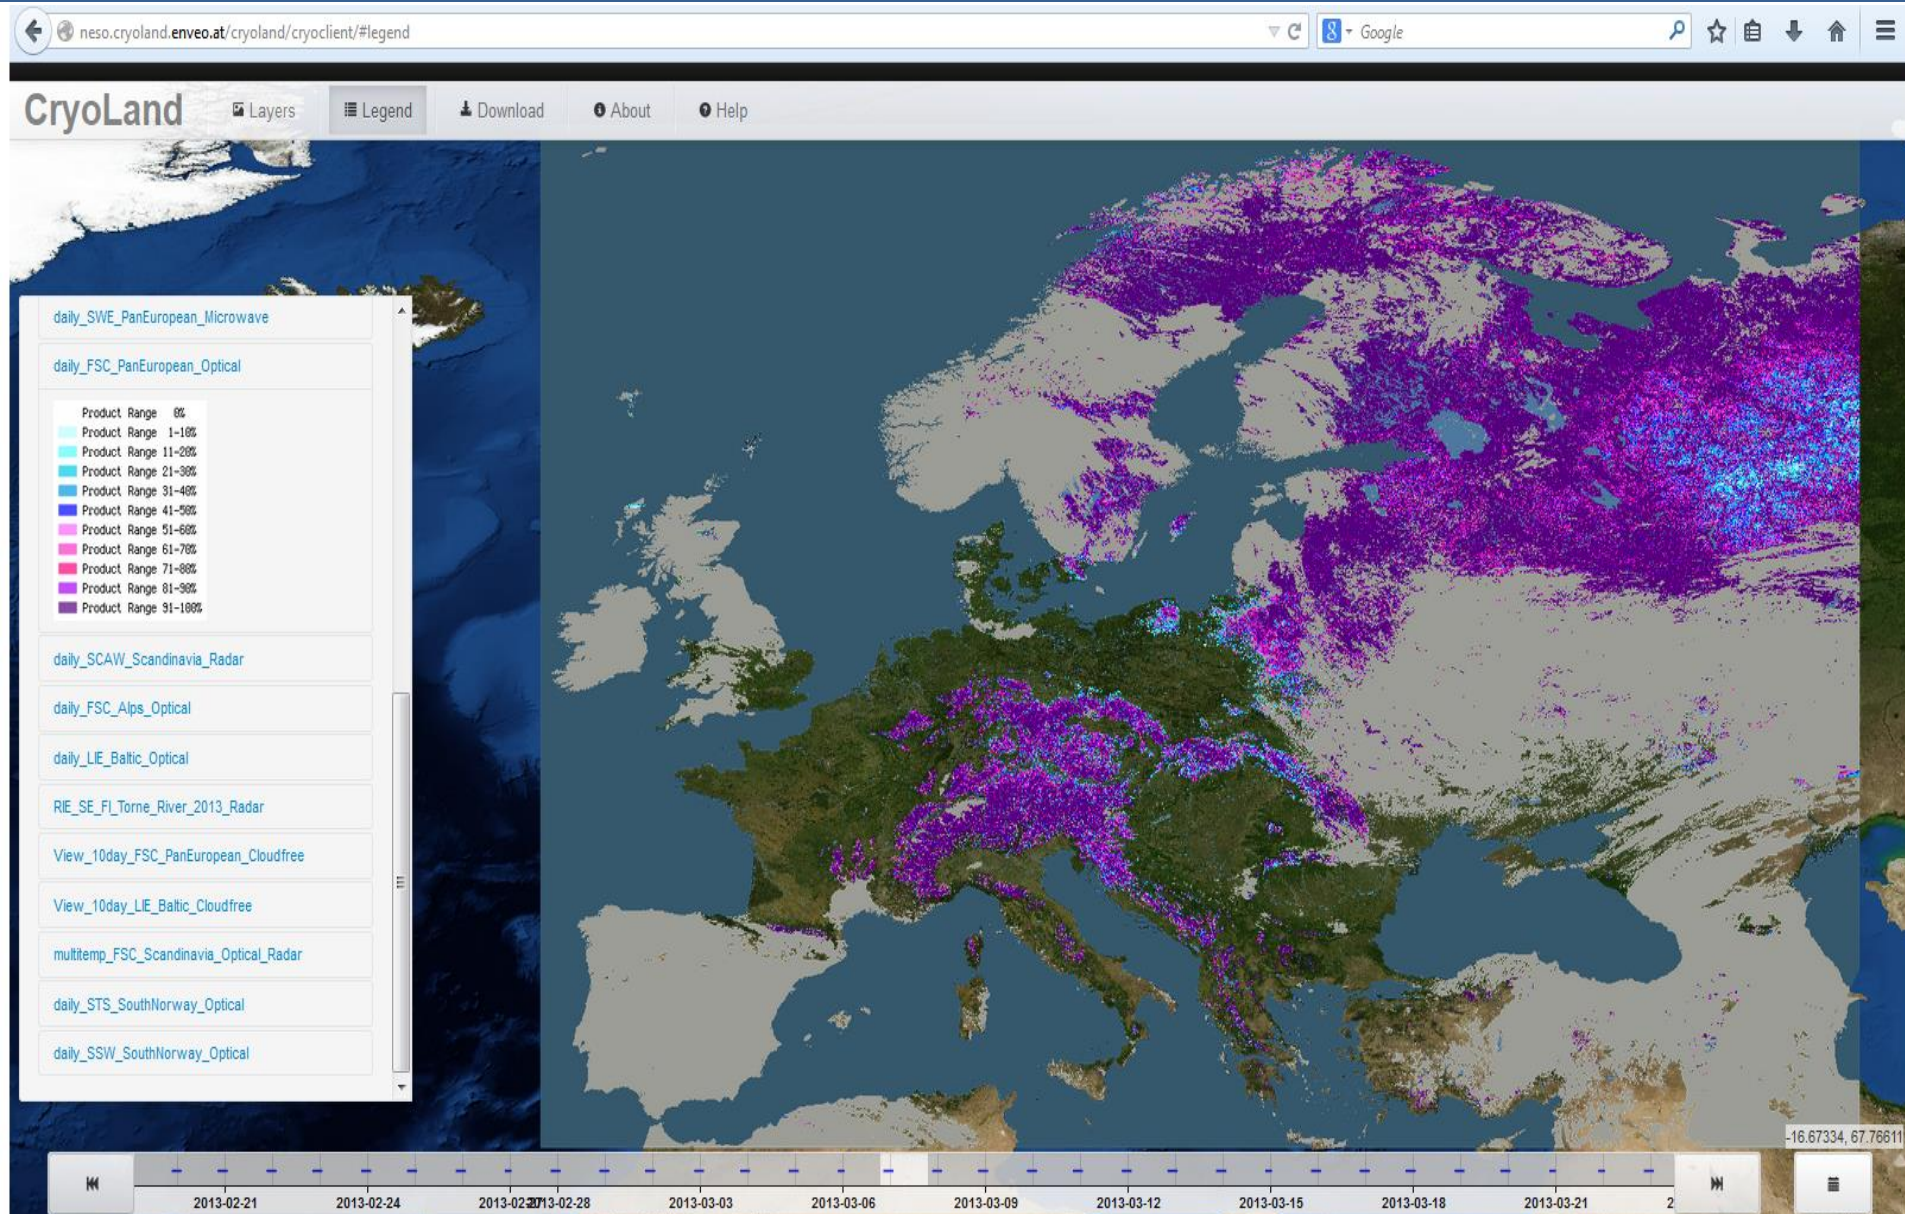 neso.cryoland.enveo.at/cryoland/cryoclient/#legend
8 Google
CryoLand Layers Legend Download About Help
daily_SWE_PanEuropean_Microwave
daily_FSC_PanEuropean_Optical
Product Range 0%
Product Range 1-10%
Product Range 11-20%
Product Range 21-30%
Product Range 31-40%
Product Range 41-50%
Product Range 51-60%
Product Range 61-70%
Product Range 71-80%
Product Range 81-90%
Product Range 91-100%
daily_SCAW_Scandinavia_Radar
daily_FSC_Alps_Optical
daily_LIE_Baltic_Optical
RIE_SE_FI_Torne_River_2013_Radar
View_10day_FSC_PanEuropean_Cloudfree
View_10day_LIE_Baltic_Cloudfree
multitemp_FSC_Scandinavia_Optical_Radar
daily_STS_SouthNorway_Optical
daily_SSW_SouthNorway_Optical
-16.67334, 67.76611
2013-02-21 2013-02-24 2013-02-27 2013-02-28 2013-03-03 2013-03-06 2013-03-09 2013-03-12 2013-03-15 2013-03-18 2013-03-21 2